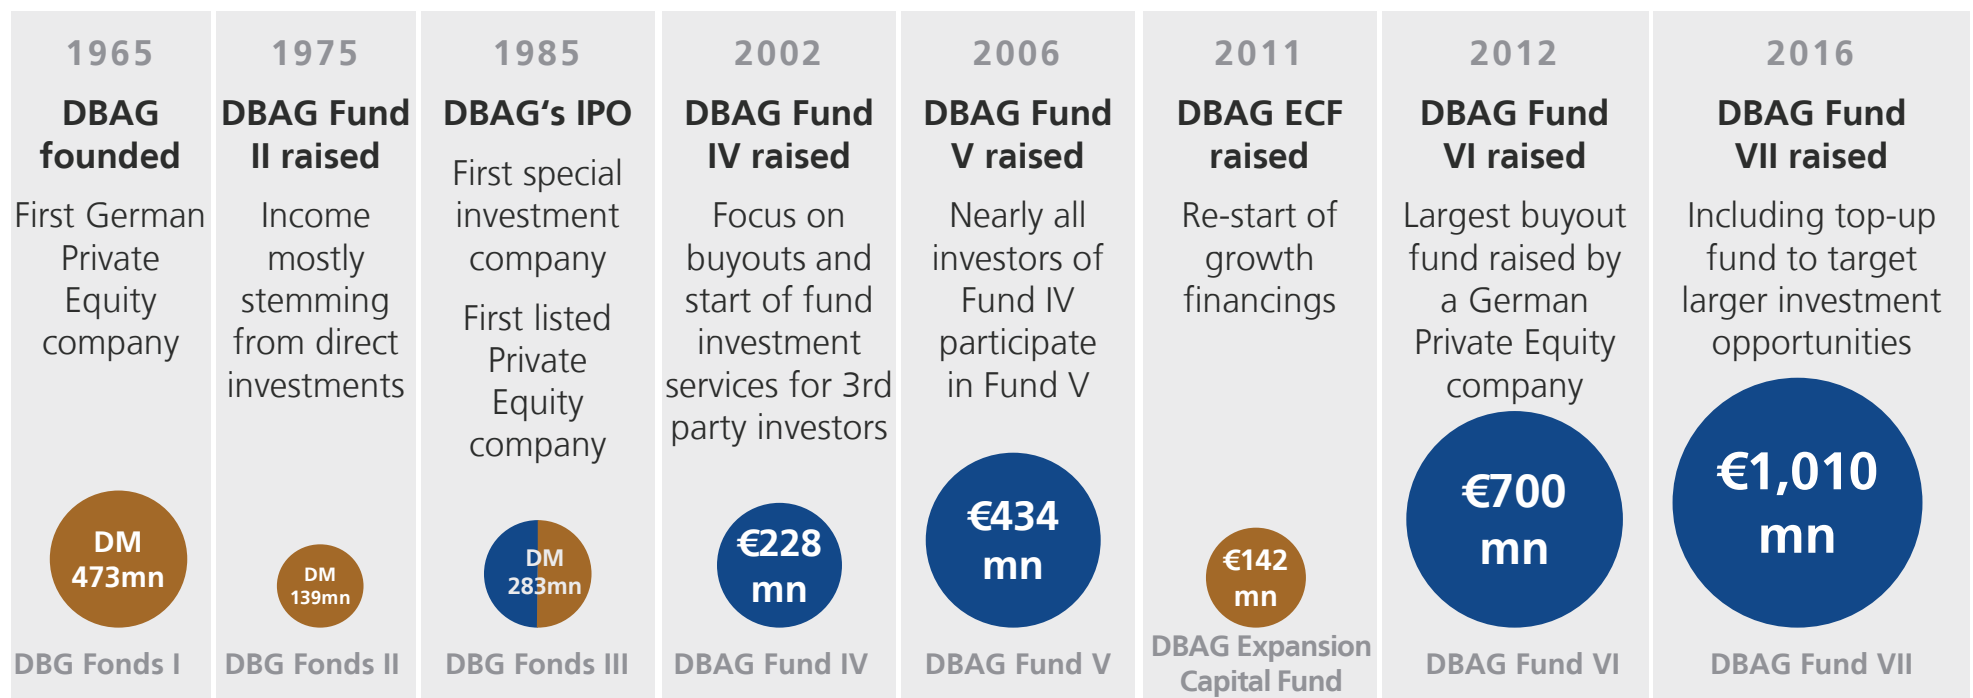 1965
DBAG
founded
First German
Private
Equity
company
DM
473mn
DBG Fonds I
1975
DBAG Fund
II raised
Income
mostly
stemming
from direct
investments
DM
139mn
DBG Fonds II
1985
DBAG‘s IPO
First special
investment
company
First listed
Private
Equity
company
DM
283mn
DBG Fonds III
2002
DBAG Fund
IV raised
Focus on
buyouts and
start of fund
investment
services for 3rd
party investors
€228
mn
DBAG Fund IV
2006
DBAG Fund
V raised
Nearly all
investors of
Fund IV
participate
in Fund V
€434
mn
DBAG Fund V
2011
DBAG ECF
raised
Re-start of
growth
financings
€142
mn
DBAG Expansion
Capital Fund
2012
DBAG Fund
VI raised
Largest buyout
fund raised by
a German
Private Equity
company
€700
mn
DBAG Fund VI
2016
DBAG Fund
VII raised
Including top-up
fund to target
larger investment
opportunities
€1,010
mn
DBAG Fund VII